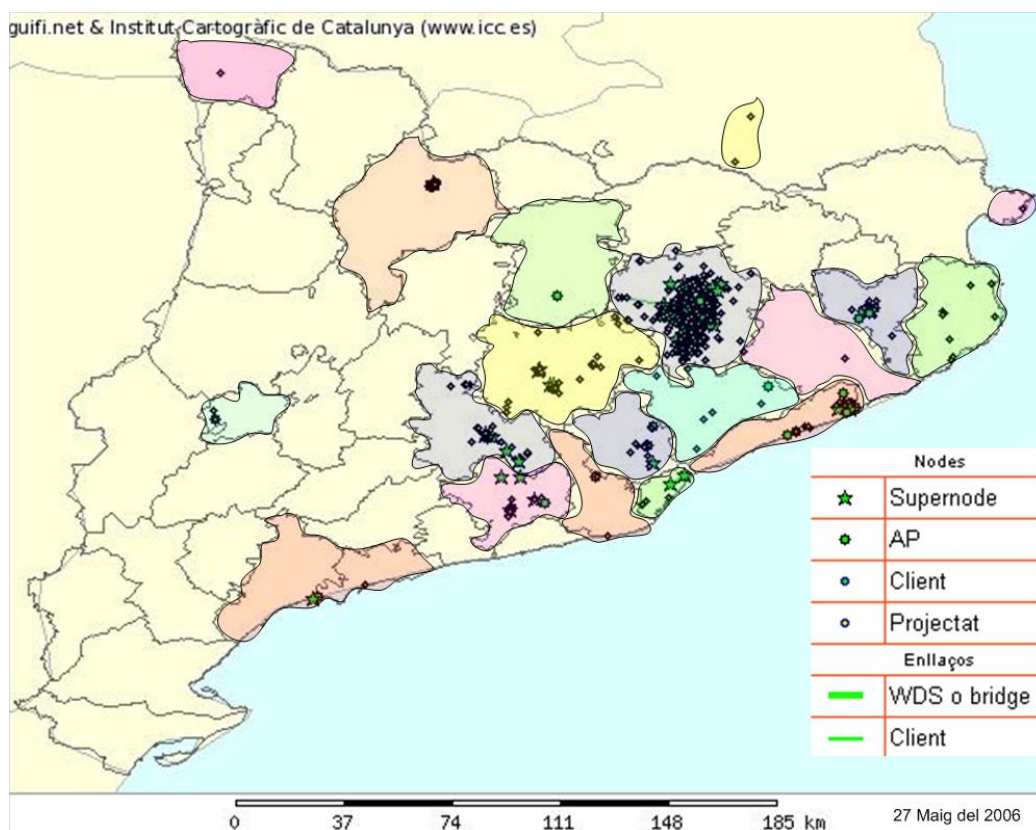 guifi.net & Institut Cartogràfic de Catalunya (www.icc.es)
Nodes
Supernode
AP
Client
Projectat
Enllaços
WDS o bridge
Client
0 37 74 111 148 185 km
27 Maig del 2006